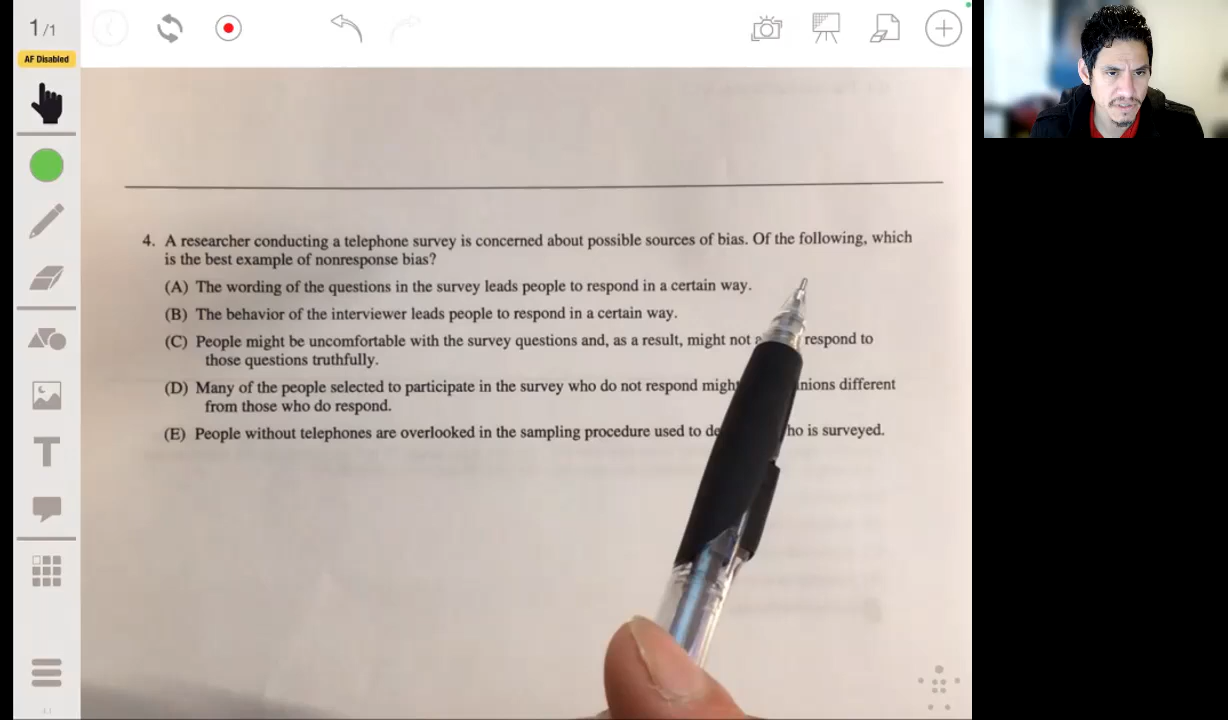 1/1
AF Disabled
4. A researcher conducting a telephone survey is concerned about possible sources of bias. Of the following, which
is the best example of nonresponse bias?
(A) The wording of the questions in the survey leads people to respond in a certain way.
(B) The behavior of the interviewer leads people to respond in a certain way.
(C) People might be uncomfortable with the survey questions and, as a result, might not respond to
those questions truthfully.
(D) Many of the people selected to participate in the survey who do not respond different
from those who do respond.
(E) People without telephones are overlooked in the sampling procedure used to is surveyed.
T